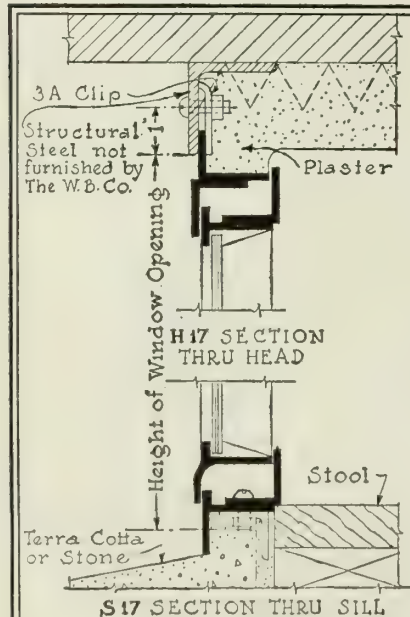 3A Clip
Structural
Steel not
furnished by
The W.B.Co.
1"
Plaster
Height of Window Opening
H17 SECTION
THRU HEAD
Stool
Terra Cotta
or Stone
S17 SECTION THRU SILL